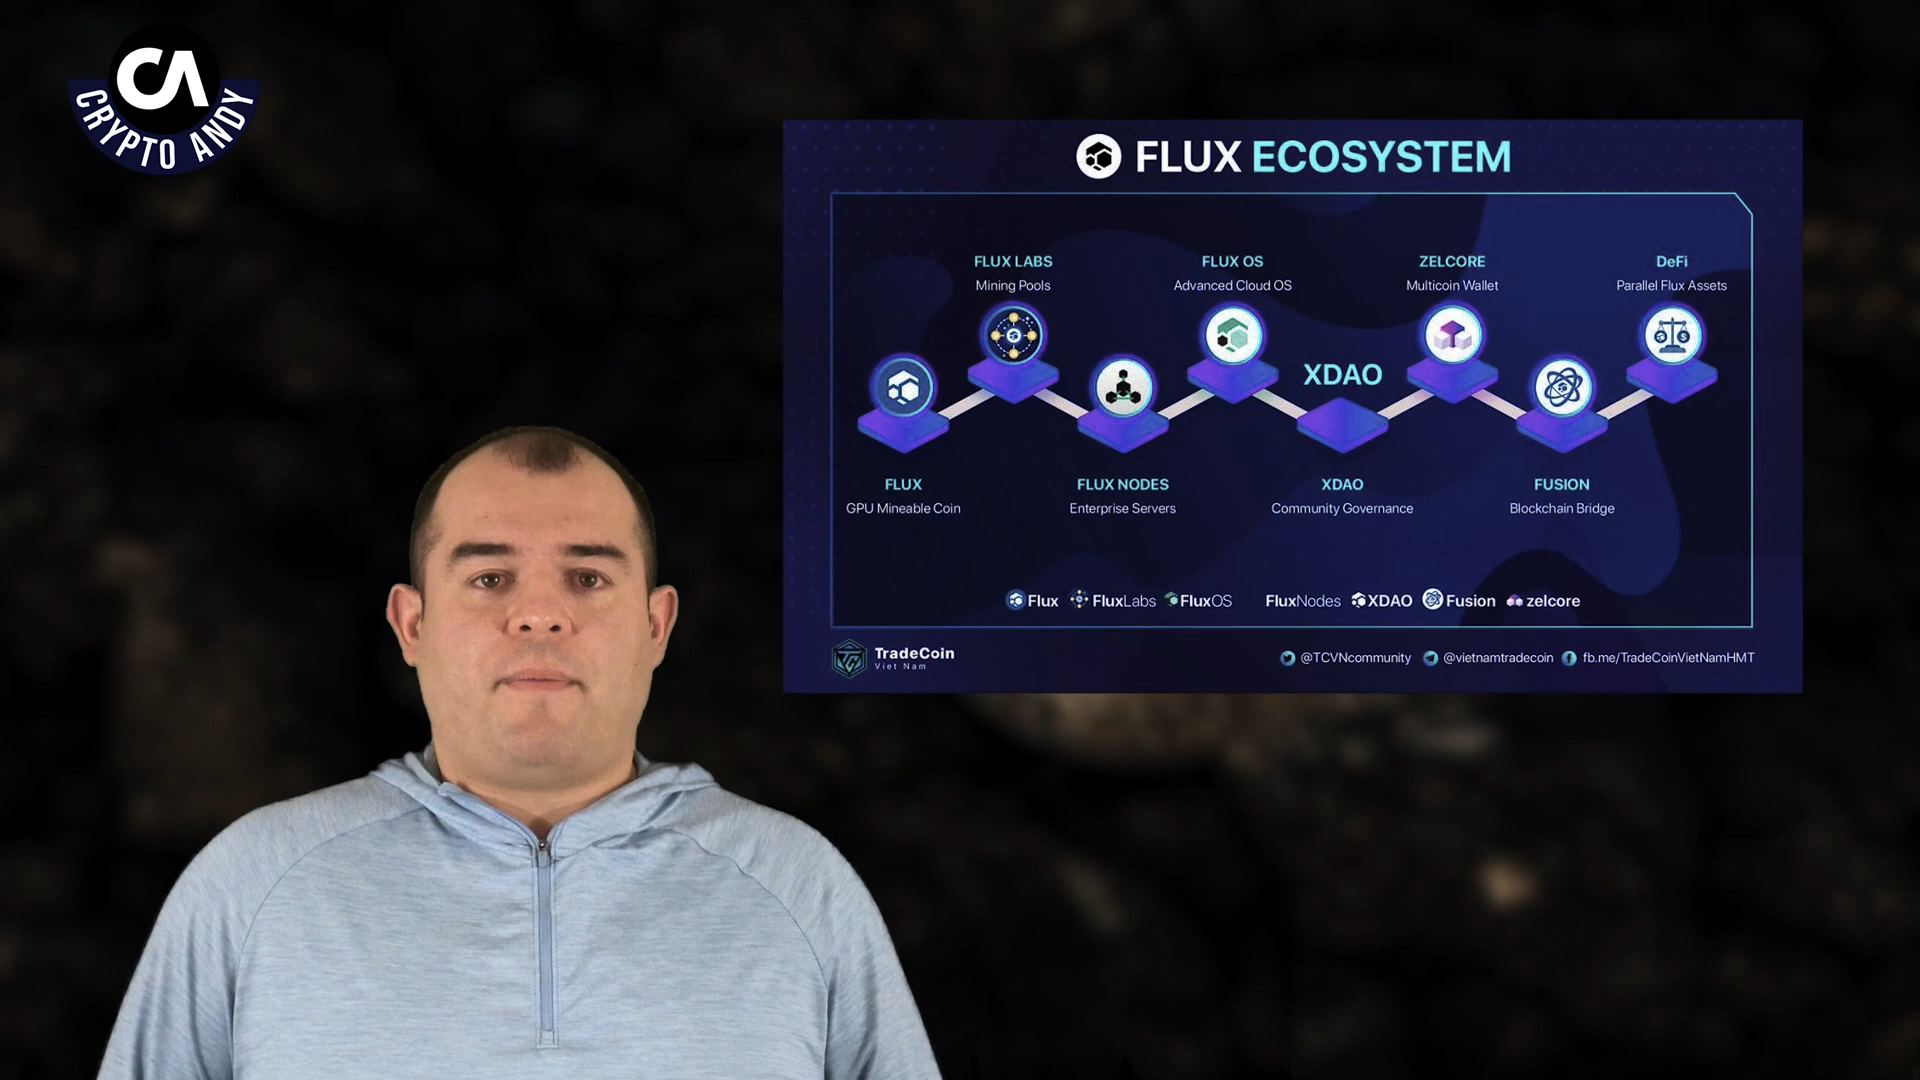 CA
CRYPTO ANDY
FLUX ECOSYSTEM
FLUX LABS
Mining Pools
FLUX OS
Advanced Cloud OS
ZELCORE
Multicoin Wallet
DeFi
Parallel Flux Assets
XDAO
FLUX
GPU Mineable Coin
FLUX NODES
Enterprise Servers
XDAO
Community Governance
FUSION
Blockchain Bridge
Flux FluxLabs FluxOS FluxNodes XDAO Fusion zelcore
TradeCoin
Viet Nam
@TCVNcommunity @vietnamtradecoin fb.me/TradeCoinVietNamHMT